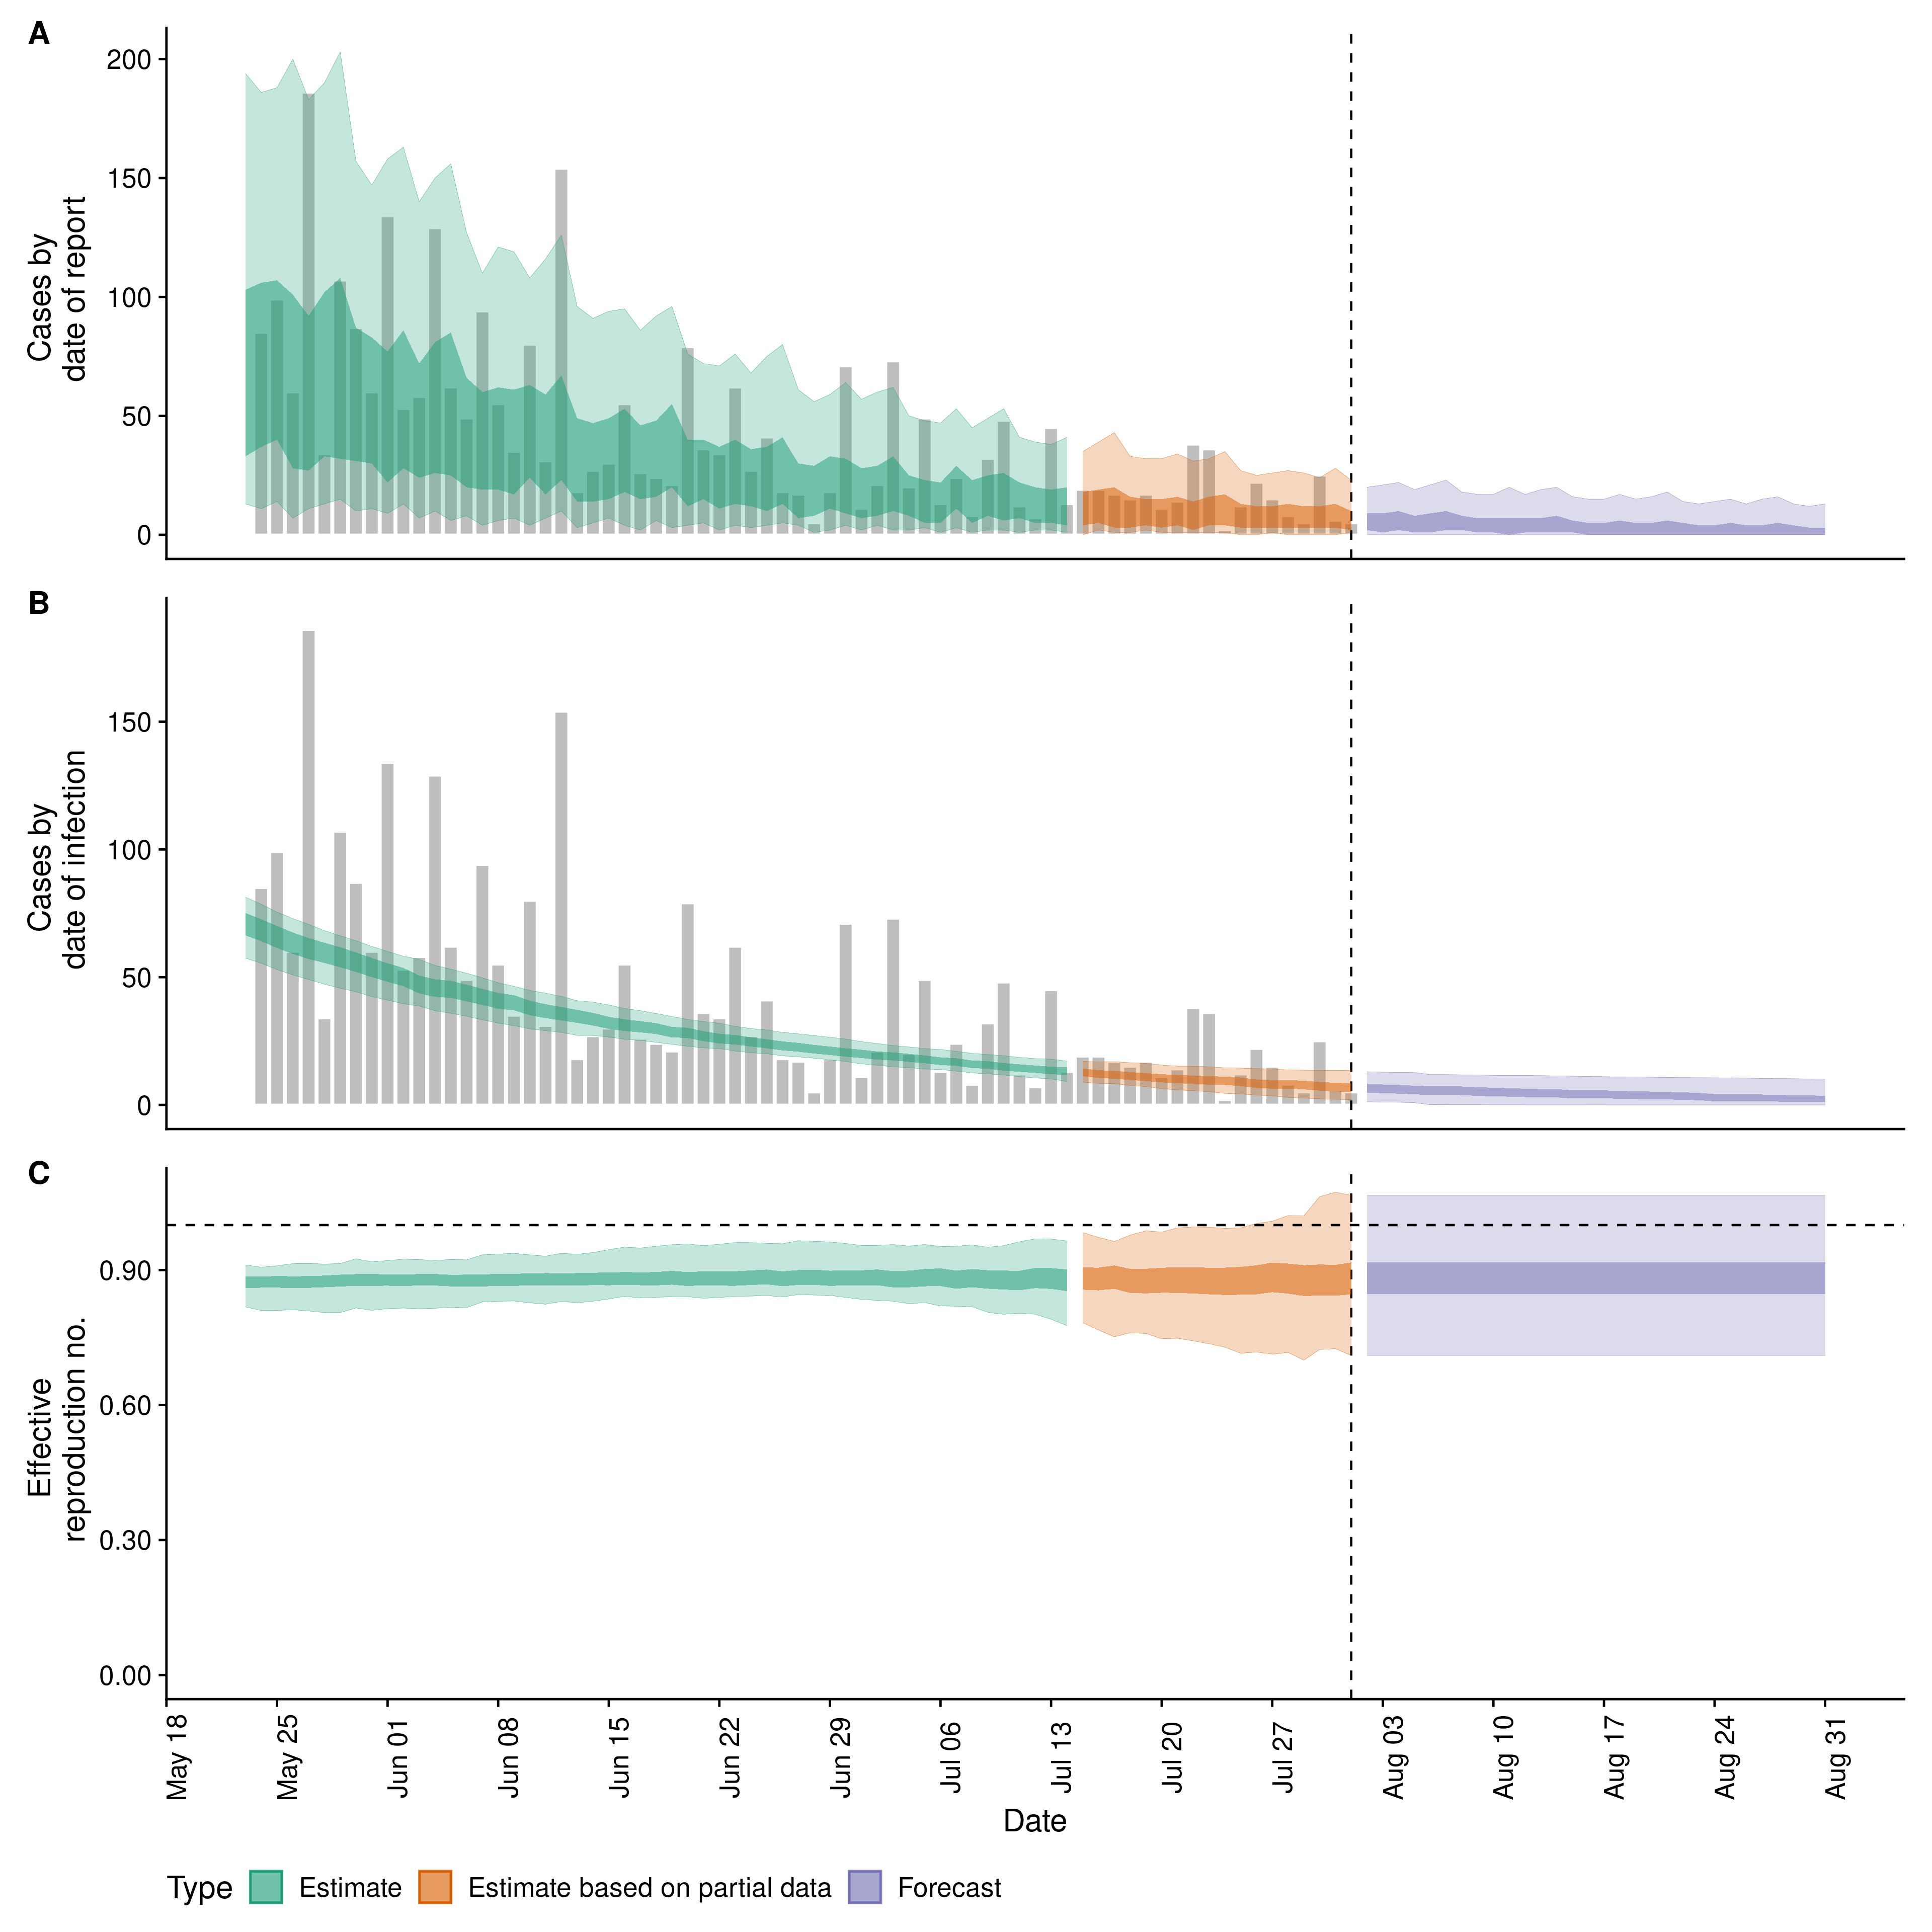 A
Cases by
date of report
200
150
100
50
0
B
Cases by
date of infection
150
100
50
0
C
Effective
reproduction no.
0.90
0.60
0.30
0.00
May 18
May 25
Jun 01
Jun 08
Jun 15
Jun 22
Jun 29
Jul 06
Jul 13
Jul 20
Jul 27
Aug 03
Aug 10
Aug 17
Aug 24
Aug 31
Date
Type Estimate Estimate based on partial data Forecast